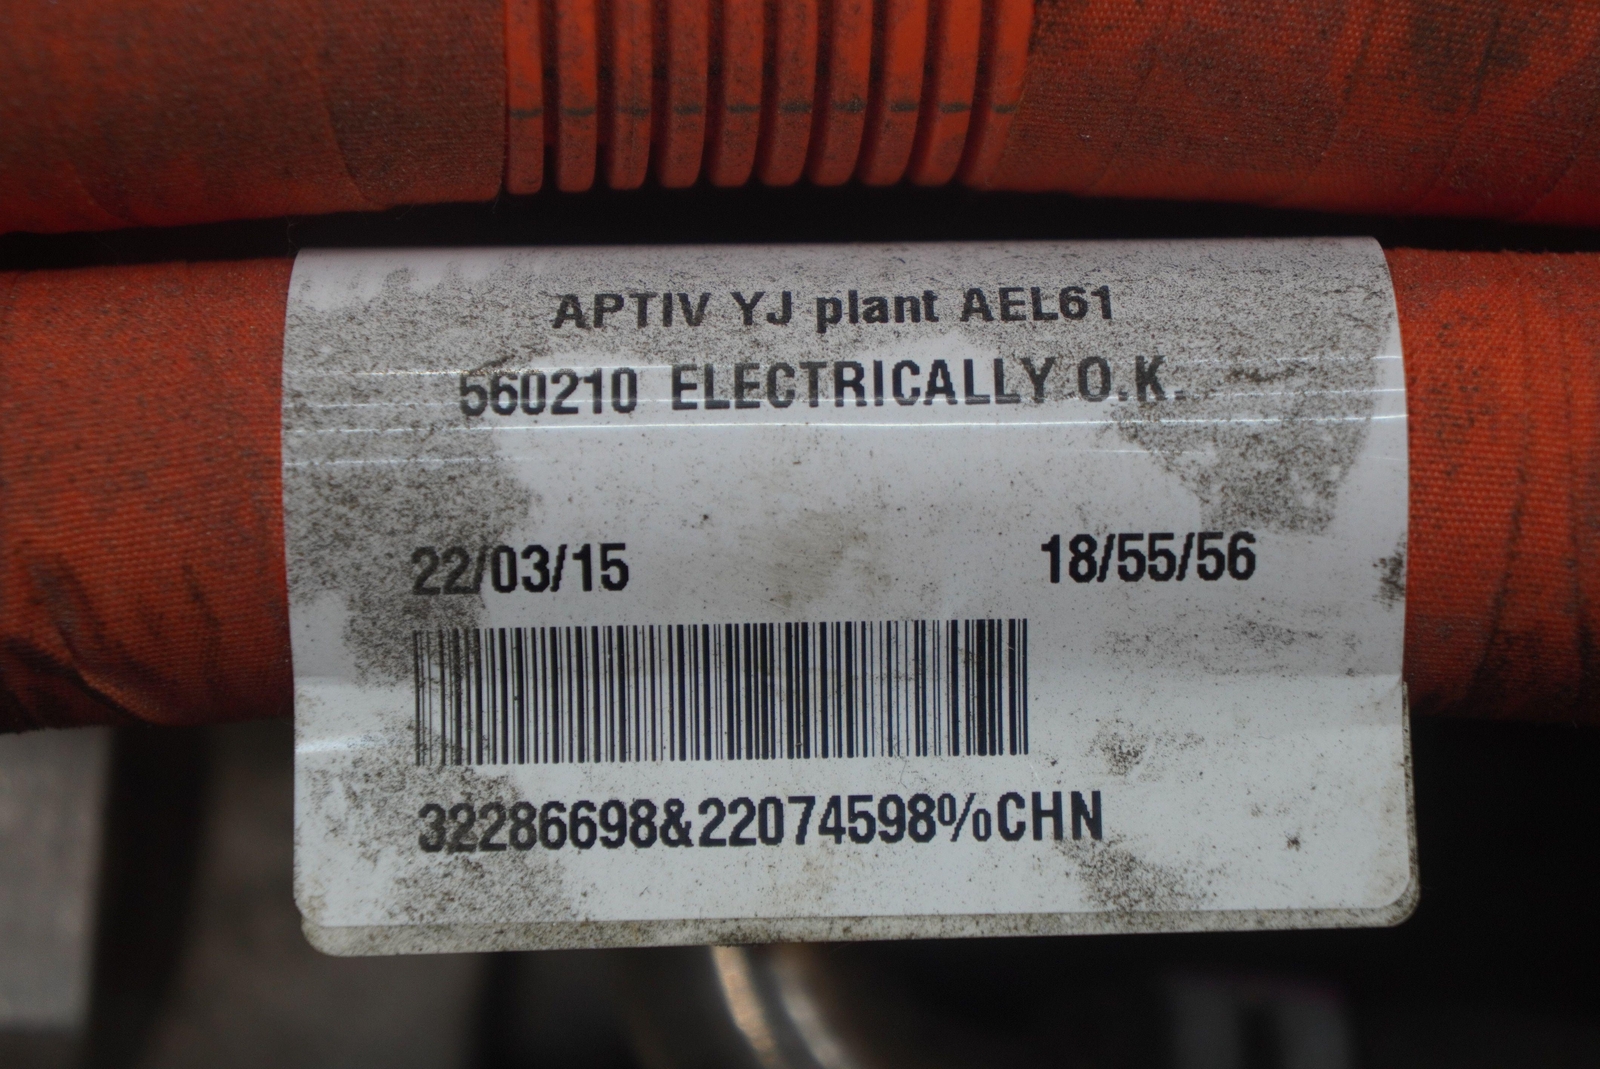 APTIV YJ plant AEL61
560210 ELECTRICALLY O.K.
22/03/15 18/55/56
32286698&22074598%CHN